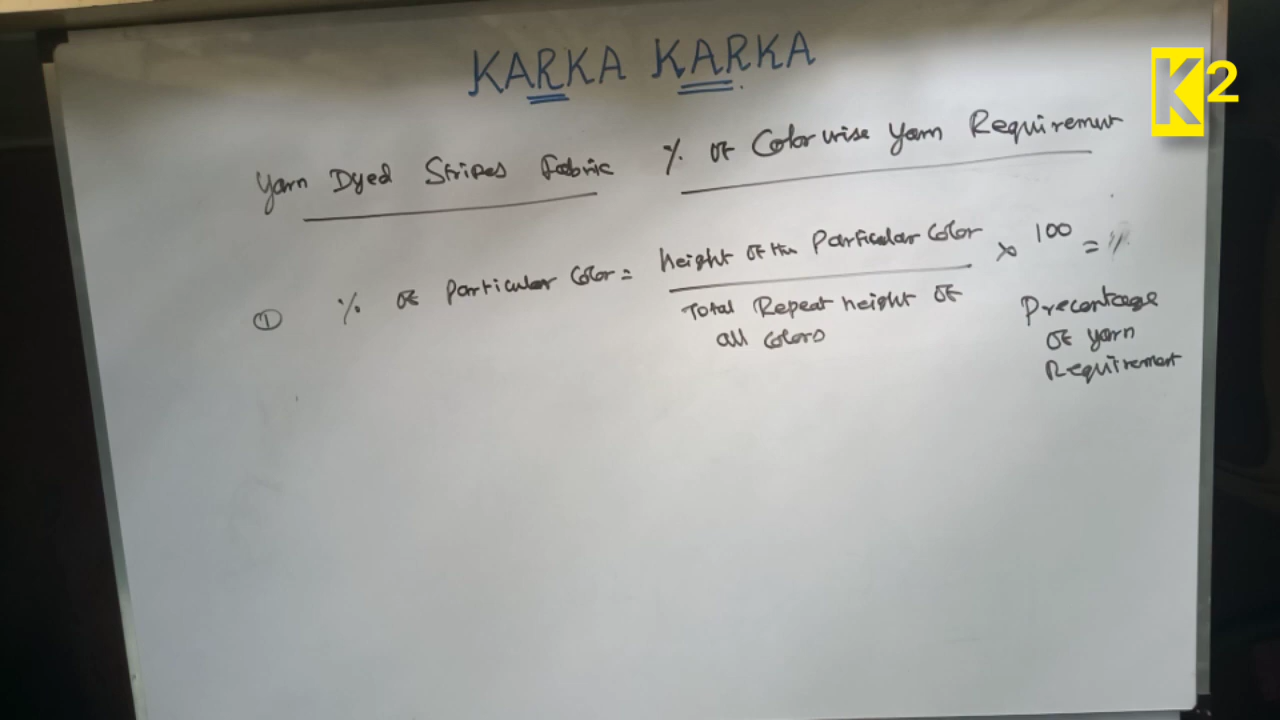 KARKA KARKA
K2
Yarn Dyed Stripes Fabric % of Color wise Yarn Requirement
① % of Particular Color = height of the Particular Color × 100 = %
Total Repeat height of
all Colors
Precentage
of yarn
Requirement